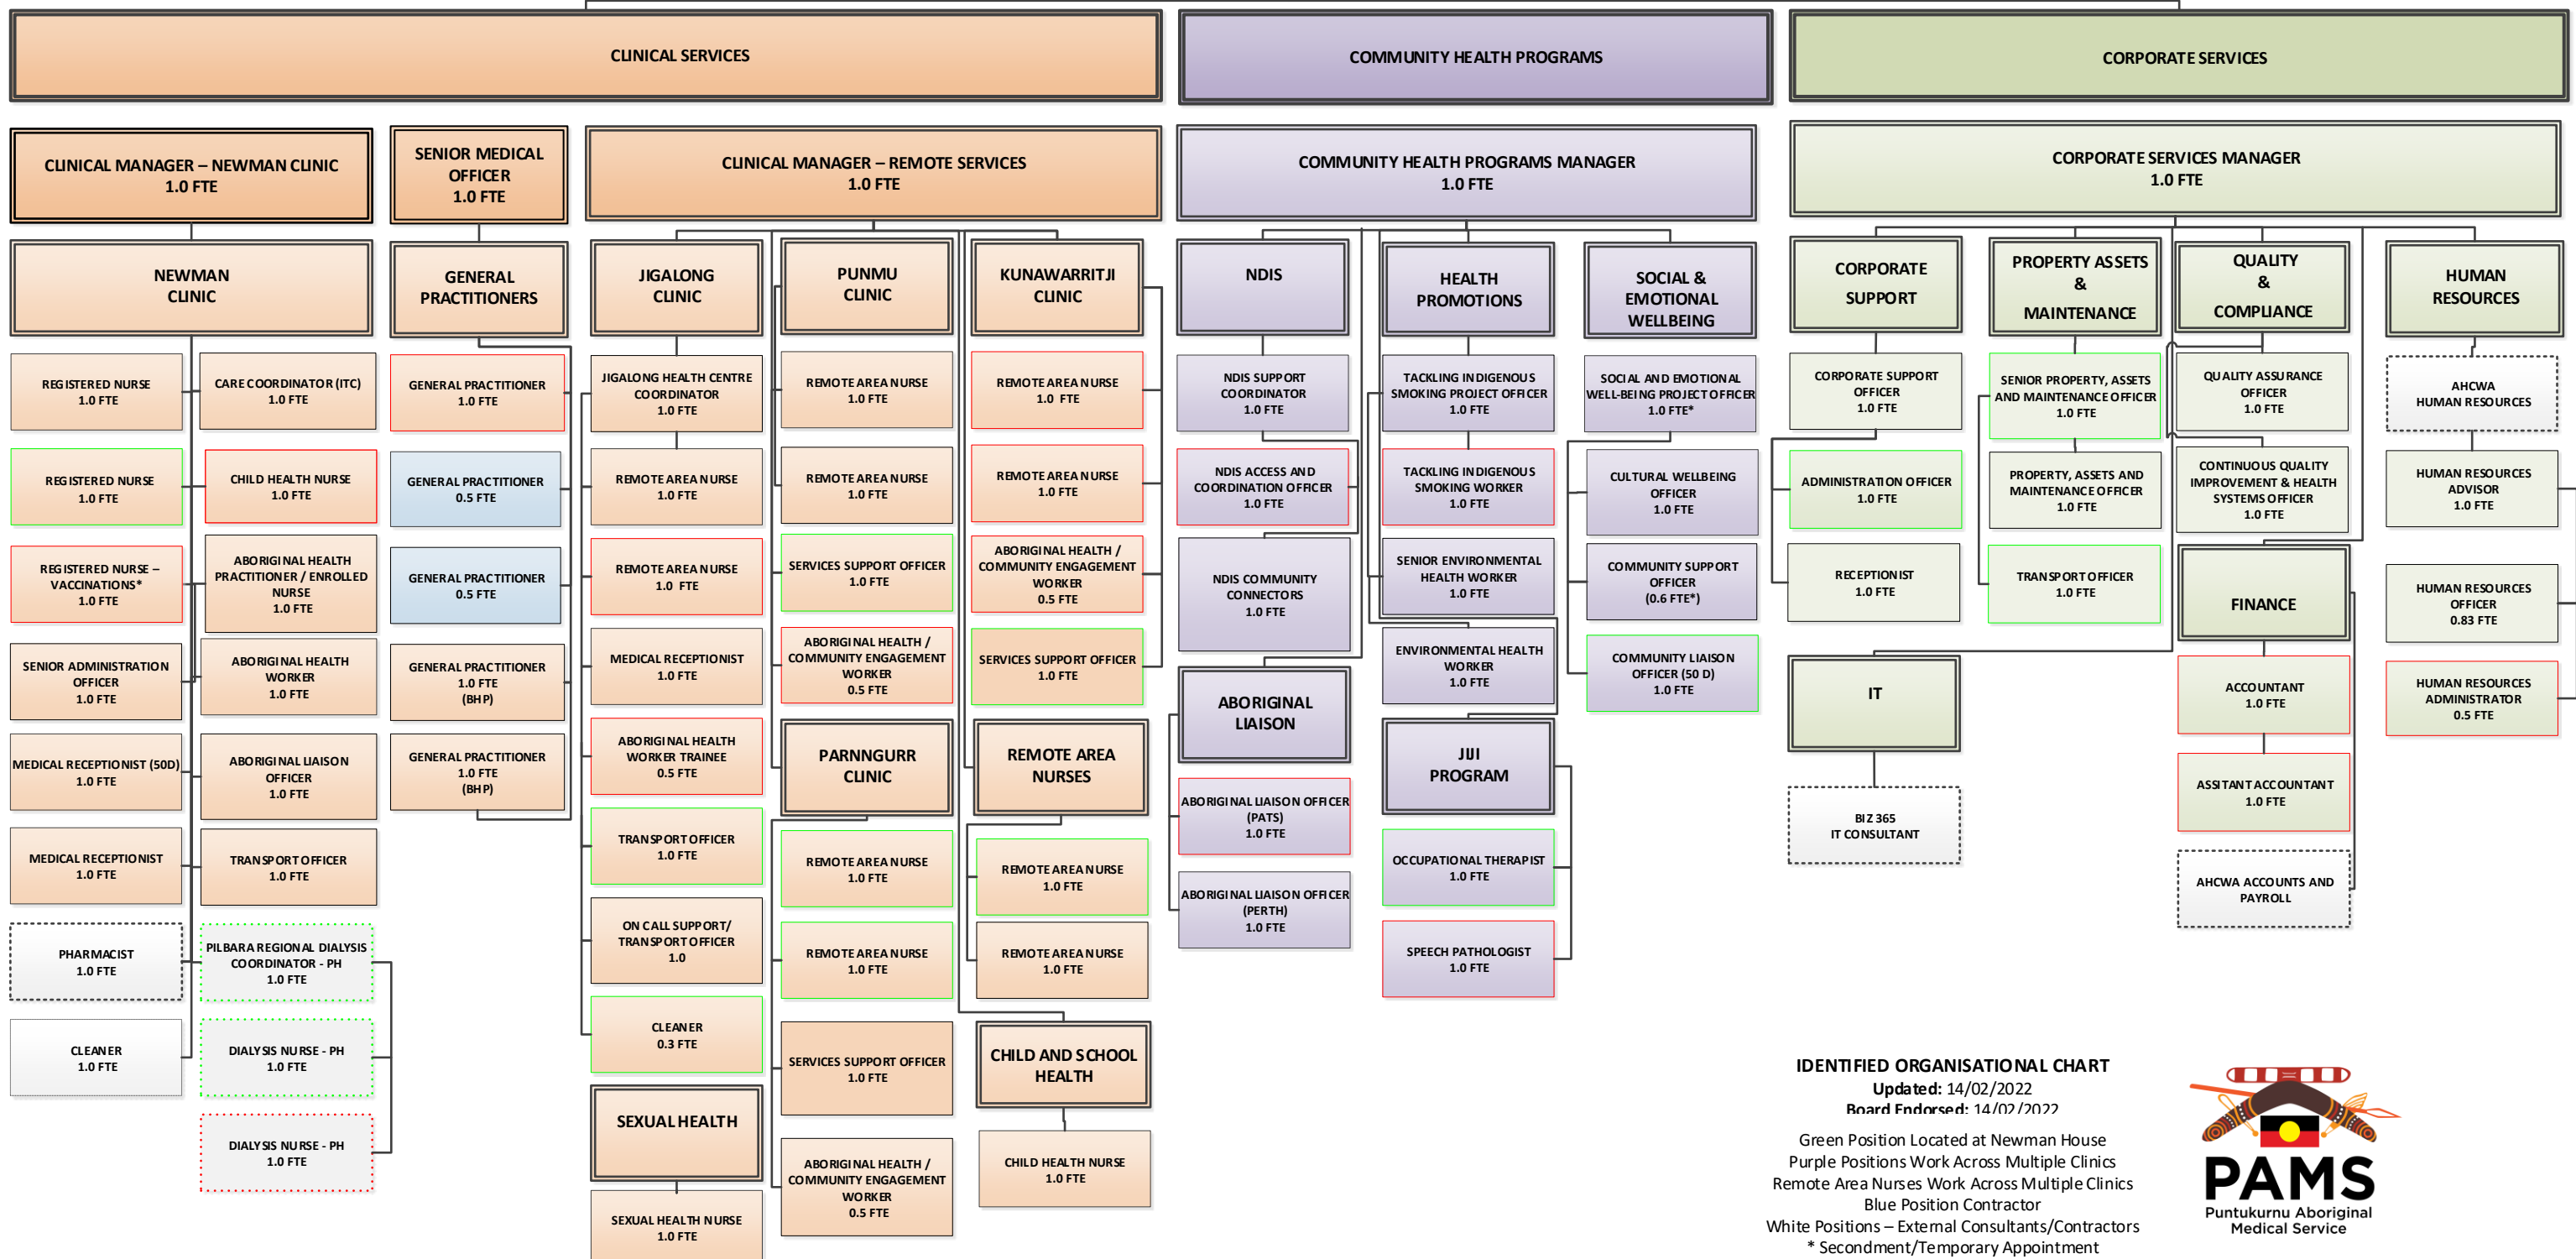 CLINICAL SERVICES
COMMUNITY HEALTH PROGRAMS
CORPORATE SERVICES
CLINICAL MANAGER – NEWMAN CLINIC
1.0 FTE
SENIOR MEDICAL
OFFICER
1.0 FTE
CLINICAL MANAGER – REMOTE SERVICES
1.0 FTE
COMMUNITY HEALTH PROGRAMS MANAGER
1.0 FTE
CORPORATE SERVICES MANAGER
1.0 FTE
NEWMAN
CLINIC
REGISTERED NURSE
1.0 FTE
CARE COORDINATOR (ITC)
1.0 FTE
REGISTERED NURSE
1.0 FTE
CHILD HEALTH NURSE
1.0 FTE
REGISTERED NURSE –
VACCINATIONS*
1.0 FTE
ABORIGINAL HEALTH
PRACTITIONER / ENROLLED
NURSE
1.0 FTE
SENIOR ADMINISTRATION
OFFICER
1.0 FTE
ABORIGINAL HEALTH
WORKER
1.0 FTE
MEDICAL RECEPTIONIST (50D)
1.0 FTE
ABORIGINAL LIAISON
OFFICER
1.0 FTE
MEDICAL RECEPTIONIST
1.0 FTE
TRANSPORT OFFICER
1.0 FTE
PHARMACIST
1.0 FTE
PILBARA REGIONAL DIALYSIS
COORDINATOR - PH
1.0 FTE
CLEANER
1.0 FTE
DIALYSIS NURSE - PH
1.0 FTE
DIALYSIS NURSE - PH
1.0 FTE
GENERAL
PRACTITIONERS
GENERAL PRACTITIONER
1.0 FTE
GENERAL PRACTITIONER
0.5 FTE
GENERAL PRACTITIONER
0.5 FTE
GENERAL PRACTITIONER
1.0 FTE
(BHP)
GENERAL PRACTITIONER
1.0 FTE
(BHP)
JIGALONG
CLINIC
JIGALONG HEALTH CENTRE
COORDINATOR
1.0 FTE
REMOTE AREA NURSE
1.0 FTE
REMOTE AREA NURSE
1.0 FTE
MEDICAL RECEPTIONIST
1.0 FTE
ABORIGINAL HEALTH
WORKER TRAINEE
0.5 FTE
TRANSPORT OFFICER
1.0 FTE
ON CALL SUPPORT/
TRANSPORT OFFICER
1.0
CLEANER
0.3 FTE
SEXUAL HEALTH
SEXUAL HEALTH NURSE
1.0 FTE
PUNMU
CLINIC
REMOTE AREA NURSE
1.0 FTE
REMOTE AREA NURSE
1.0 FTE
SERVICES SUPPORT OFFICER
1.0 FTE
ABORIGINAL HEALTH /
COMMUNITY ENGAGEMENT
WORKER
0.5 FTE
PARNNGURR
CLINIC
REMOTE AREA NURSE
1.0 FTE
REMOTE AREA NURSE
1.0 FTE
SERVICES SUPPORT OFFICER
1.0 FTE
ABORIGINAL HEALTH /
COMMUNITY ENGAGEMENT
WORKER
0.5 FTE
KUNAWARRITJI
CLINIC
REMOTE AREA NURSE
1.0 FTE
REMOTE AREA NURSE
1.0 FTE
ABORIGINAL HEALTH /
COMMUNITY ENGAGEMENT
WORKER
0.5 FTE
SERVICES SUPPORT OFFICER
1.0 FTE
REMOTE AREA
NURSES
REMOTE AREA NURSE
1.0 FTE
REMOTE AREA NURSE
1.0 FTE
CHILD AND SCHOOL
HEALTH
CHILD HEALTH NURSE
1.0 FTE
NDIS
NDIS SUPPORT
COORDINATOR
1.0 FTE
NDIS ACCESS AND
COORDINATION OFFICER
1.0 FTE
NDIS COMMUNITY
CONNECTORS
1.0 FTE
ABORIGINAL
LIAISON
ABORIGINAL LIAISON OFFICER
(PATS)
1.0 FTE
ABORIGINAL LIAISON OFFICER
(PERTH)
1.0 FTE
HEALTH
PROMOTIONS
TACKLING INDIGENOUS
SMOKING PROJECT OFFICER
1.0 FTE
TACKLING INDIGENOUS
SMOKING WORKER
1.0 FTE
SENIOR ENVIRONMENTAL
HEALTH WORKER
1.0 FTE
ENVIRONMENTAL HEALTH
WORKER
1.0 FTE
JIJI
PROGRAM
OCCUPATIONAL THERAPIST
1.0 FTE
SPEECH PATHOLOGIST
1.0 FTE
SOCIAL &
EMOTIONAL
WELLBEING
SOCIAL AND EMOTIONAL
WELL-BEING PROJECT OFFICER
1.0 FTE*
CULTURAL WELLBEING
OFFICER
1.0 FTE
COMMUNITY SUPPORT
OFFICER
(0.6 FTE*)
COMMUNITY LIAISON
OFFICER (50 D)
1.0 FTE
CORPORATE
SUPPORT
CORPORATE SUPPORT
OFFICER
1.0 FTE
ADMINISTRATION OFFICER
1.0 FTE
RECEPTIONIST
1.0 FTE
IT
BIZ 365
IT CONSULTANT
PROPERTY ASSETS
&
MAINTENANCE
SENIOR PROPERTY, ASSETS
AND MAINTENANCE OFFICER
1.0 FTE
PROPERTY, ASSETS AND
MAINTENANCE OFFICER
1.0 FTE
TRANSPORT OFFICER
1.0 FTE
QUALITY
&
COMPLIANCE
QUALITY ASSURANCE
OFFICER
1.0 FTE
CONTINUOUS QUALITY
IMPROVEMENT & HEALTH
SYSTEMS OFFICER
1.0 FTE
FINANCE
ACCOUNTANT
1.0 FTE
ASSITANT ACCOUNTANT
1.0 FTE
AHCWA ACCOUNTS AND
PAYROLL
HUMAN
RESOURCES
AHCWA
HUMAN RESOURCES
HUMAN RESOURCES
ADVISOR
1.0 FTE
HUMAN RESOURCES
OFFICER
0.83 FTE
HUMAN RESOURCES
ADMINISTRATOR
0.5 FTE
IDENTIFIED ORGANISATIONAL CHART
Updated: 14/02/2022
Board Endorsed: 14/02/2022
Green Position Located at Newman House
Purple Positions Work Across Multiple Clinics
Remote Area Nurses Work Across Multiple Clinics
Blue Position Contractor
White Positions – External Consultants/Contractors
* Secondment/Temporary Appointment
PAMS
Puntukurnu Aboriginal
Medical Service